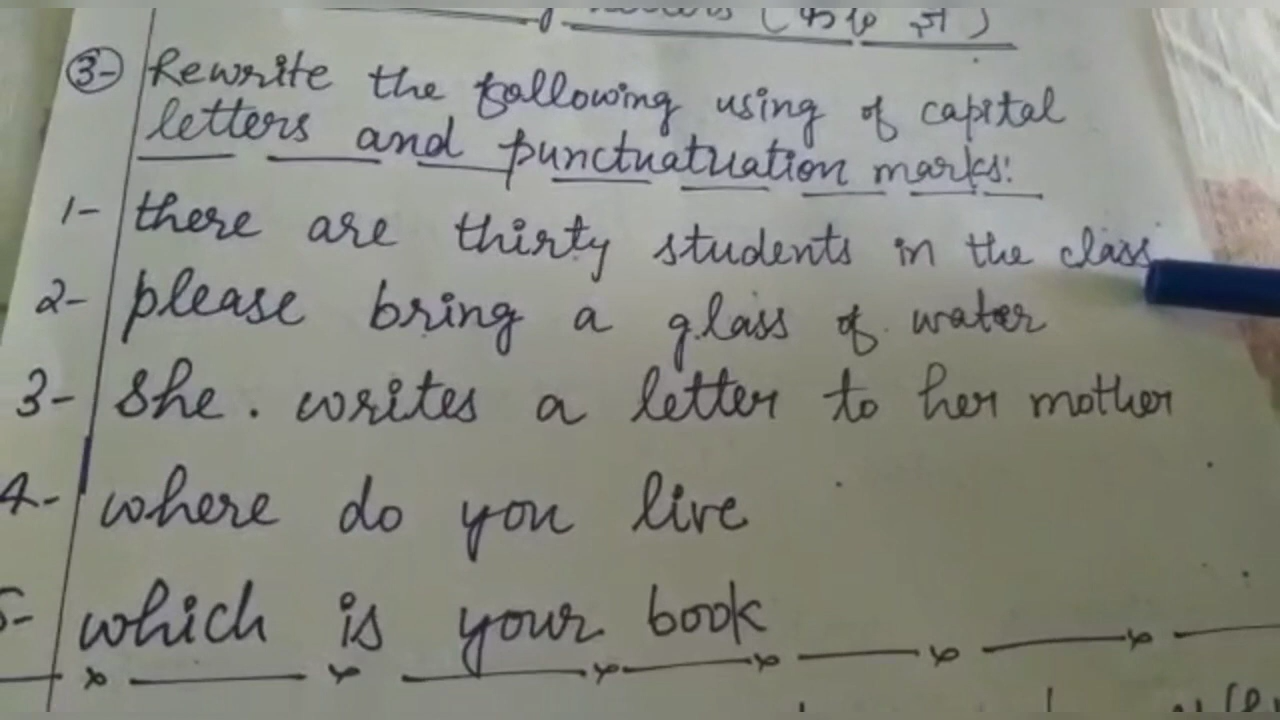 letters (
3- Rewrite the following using of capital
letters and punctuatuation marks:
1- there are thirty students in the class
2- please bring a glass of water
3- She . writes a letter to her mother
4- where do you live
5- which is your book